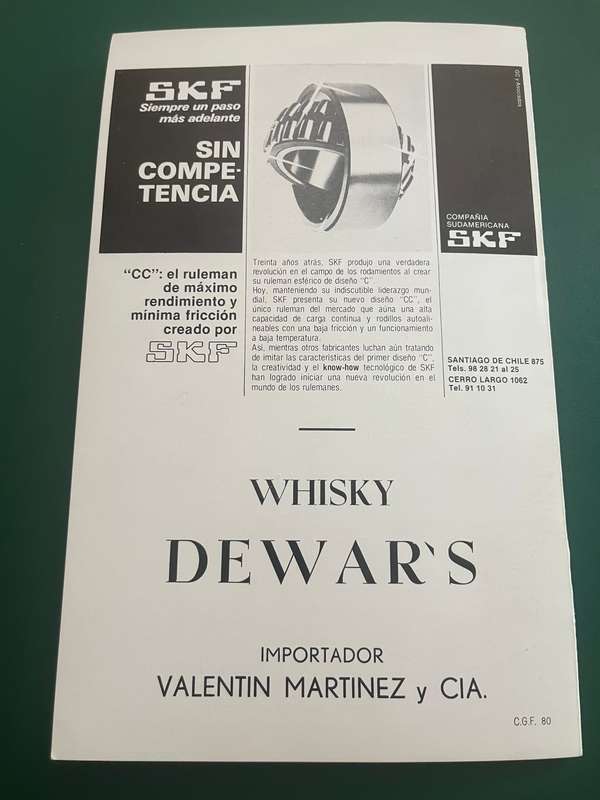 SKF
Siempre un paso
más adelante
SIN
COMPE-
TENCIA
GG y Asociados
COMPAÑIA
SUDAMERICANA
SKF
"CC": el ruleman
de máximo
rendimiento y
mínima fricción
creado por
SKF
Treinta años atrás, SKF produjo una verdadera
revolución en el campo de los rodamientos al crear
su ruleman esférico de diseño "C".
Hoy, manteniendo su indiscutible liderazgo mun-
dial, SKF presenta su nuevo diseño "CC", el
único ruleman del mercado que aúna una alta
capacidad de carga continua y rodillos autoali-
neables con una baja fricción y un funcionamiento
a baja temperatura.
Así, mientras otros fabricantes luchan aún tratando
de imitar las características del primer diseño "C",
la creatividad y el know-how tecnológico de SKF
han logrado iniciar una nueva revolución en el
mundo de los rulemanes.
SANTIAGO DE CHILE 875
Tels. 98 28 21 al 25
CERRO LARGO 1062
Tel. 91 10 31
WHISKY
DEWAR`S
IMPORTADOR
VALENTIN MARTINEZ y CIA.
C.G.F. 80